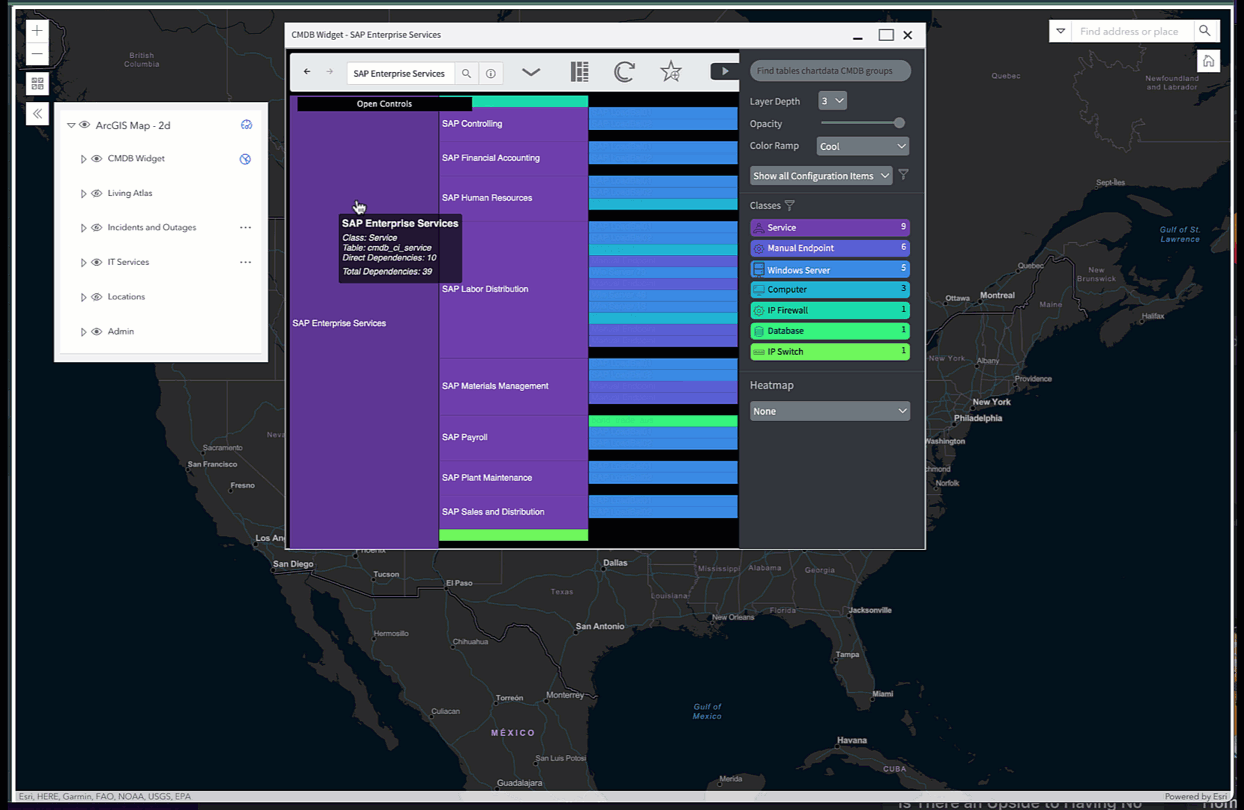 CMDB Widget - SAP Enterprise Services
SAP Enterprise Services
Open Controls
SAP Controlling
SAP Financial Accounting
SAP Human Resources
SAP Enterprise Services
Class: Service
Table: cmdb_ci_service
Direct Dependencies: 10
Total Dependencies: 39
SAP Labor Distribution
SAP Enterprise Services
SAP Materials Management
SAP Payroll
SAP Plant Maintenance
SAP Sales and Distribution
Find tables chartdata CMDB groups
Layer Depth
3
Opacity
Color Ramp
Cool
Show all Configuration Items
Classes
Service 9
Manual Endpoint 6
Windows Server 5
Computer 3
IP Firewall 1
Database 1
IP Switch 1
Heatmap
None
Find address or place
ArcGIS Map - 2d
CMDB Widget
Living Atlas
Incidents and Outages
IT Services
Locations
Admin
British
Columbia
Quebec
Newfoundland
and Labrador
Sept-Îles
Gulf of St.
Lawrence
Quebec
New
Brunswick
Ottawa
Montreal
Maine
Halifax
New York
Albany
Providence
New York
Philadelphia
Washington
Norfolk
Sacramento
San Francisco
Fresno
San Diego
Phoenix
Tucson
El Paso
Dallas
Texas
Mississippi
Alabama
Georgia
Louisiana
New Orleans
Florida
Jacksonville
San Antonio
Hermosillo
Chihuahua
Tampa
Miami
Torreón
Monterrey
Culiacan
Gulf of
Mexico
MÉXICO
Havana
San Luis Potosi
CUBA
Merida
Guadalajara
Esri, HERE, Garmin, FAO, NOAA, USGS, EPA
Powered by Esri
Is There an Upside to Having No